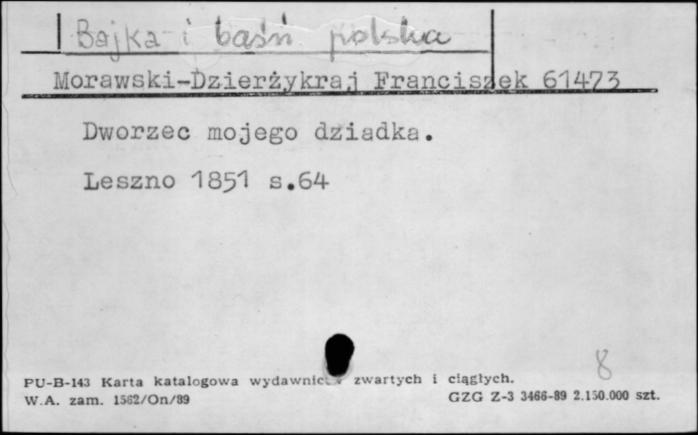 Bajka i baśń polska
Morawski-Dzierżykraj Franciszek 61473
Dworzec mojego dziadka.
Leszno 1851 s.64
8
PU-B-143 Karta katalogowa wydawnict zwartych i ciągłych.
W.A. zam. 1562/On/89 GZG Z-3 3466-89 2.150.000 szt.